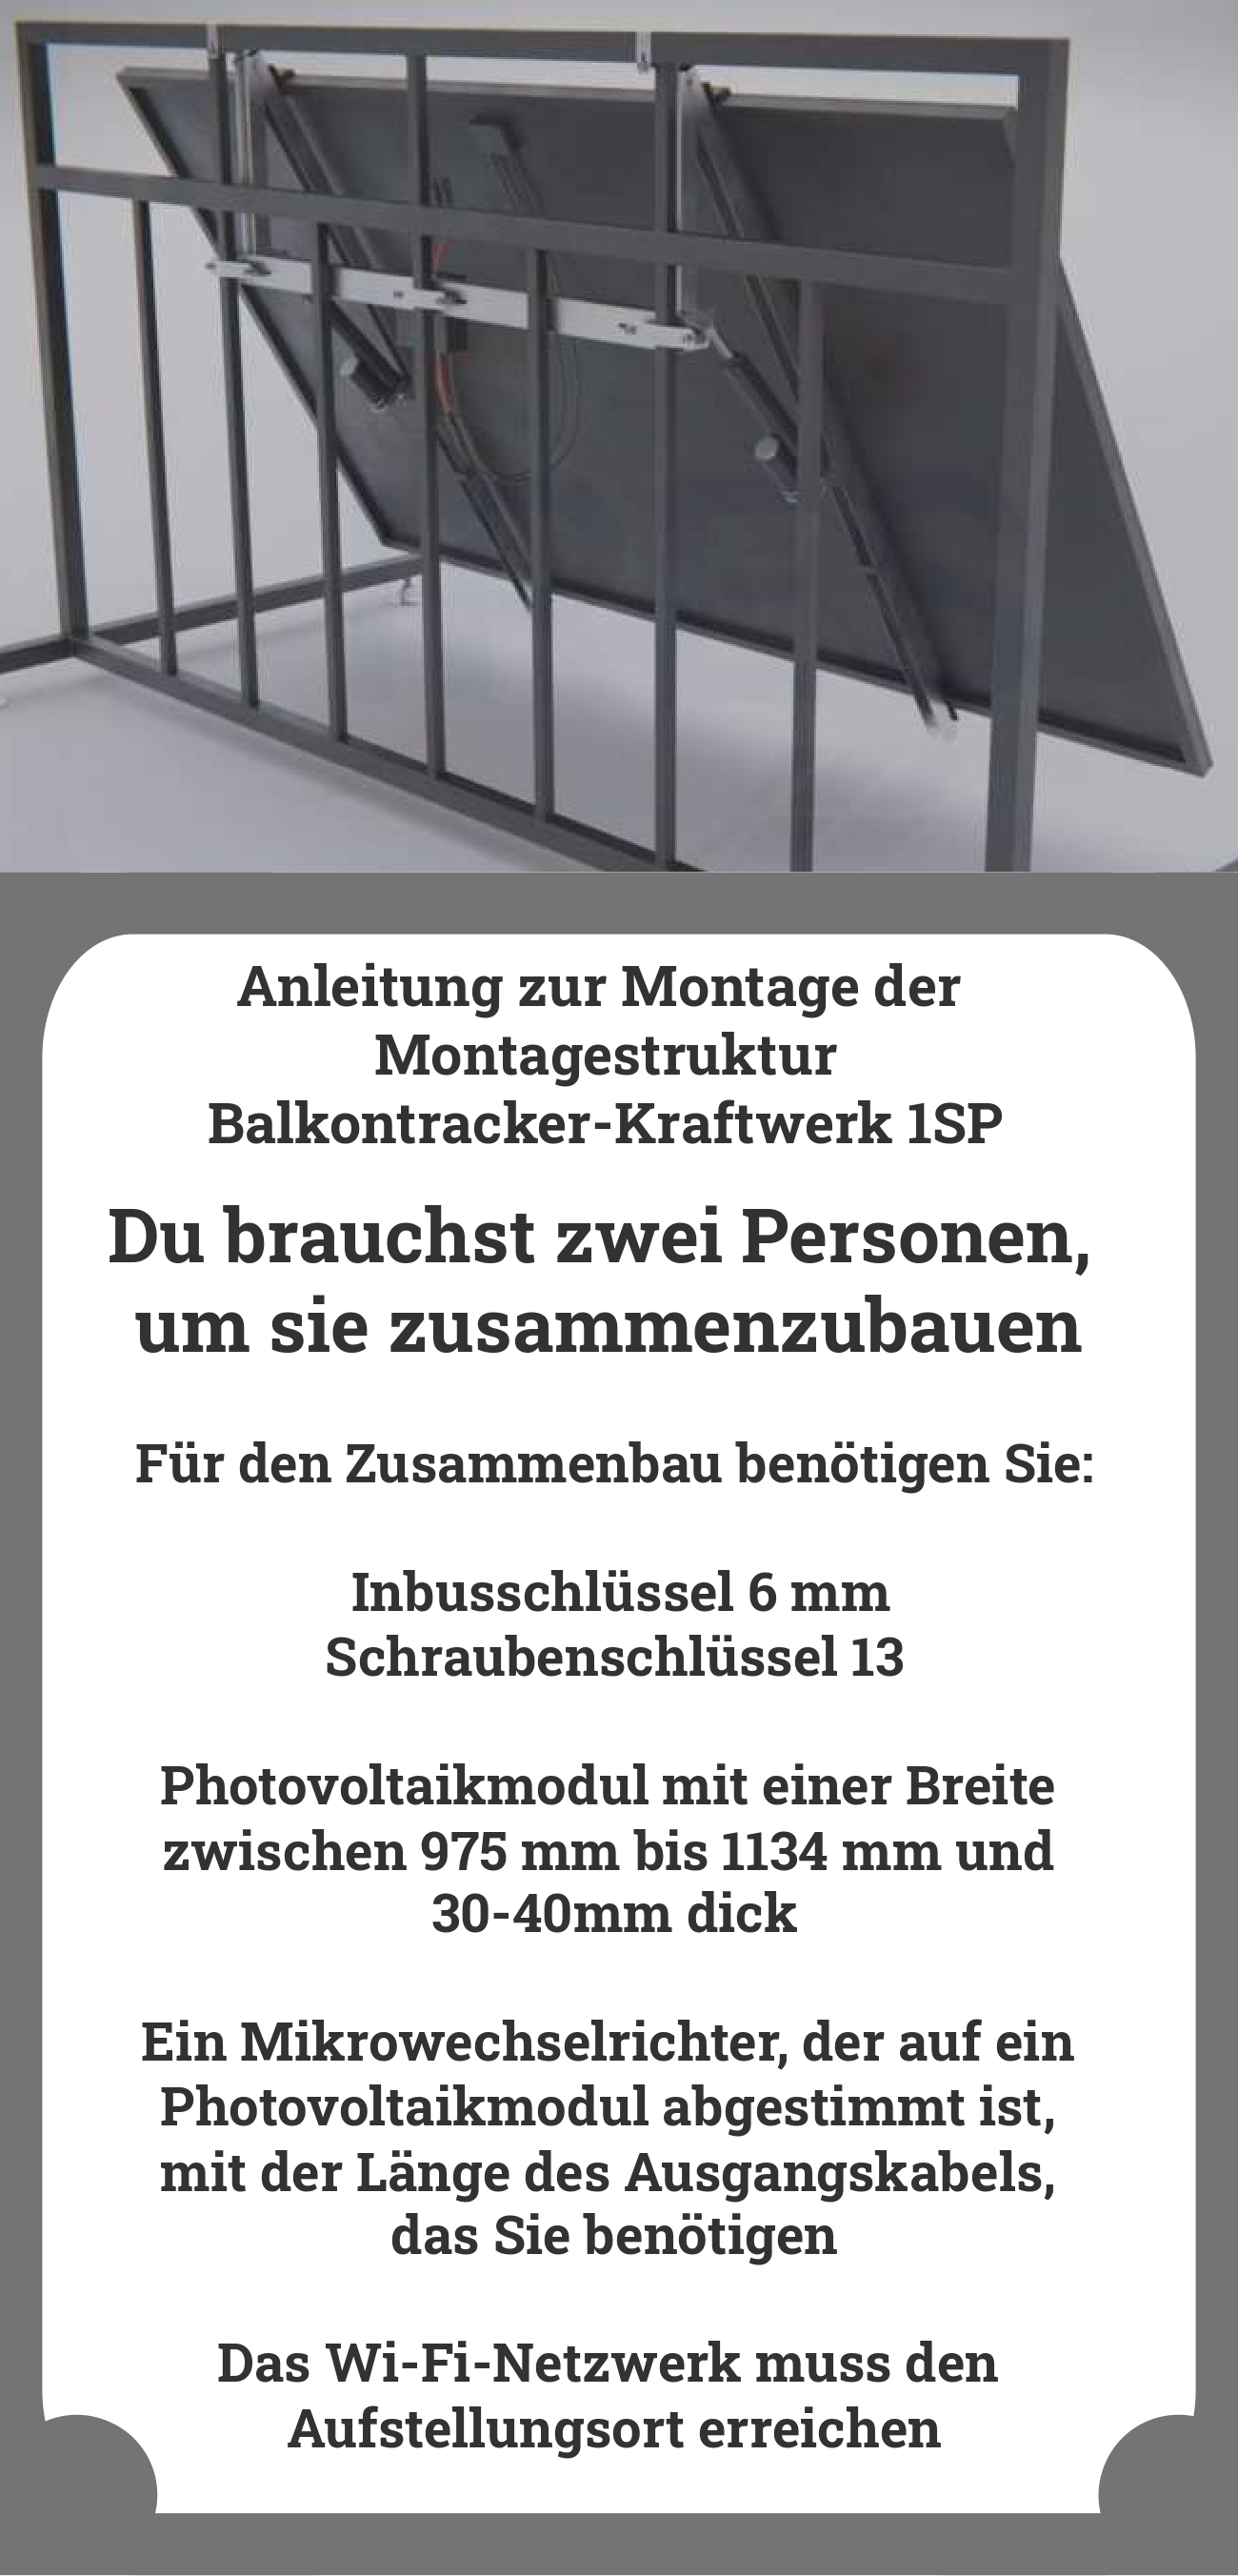 Anleitung zur Montage der
Montagestruktur
Balkontracker-Kraftwerk 1SP
Du brauchst zwei Personen,
um sie zusammenzubauen
Für den Zusammenbau benötigen Sie:
Inbusschlüssel 6 mm
Schraubenschlüssel 13
Photovoltaikmodul mit einer Breite
zwischen 975 mm bis 1134 mm und
30-40mm dick
Ein Mikrowechselrichter, der auf ein
Photovoltaikmodul abgestimmt ist,
mit der Länge des Ausgangskabels,
das Sie benötigen
Das Wi-Fi-Netzwerk muss den
Aufstellungsort erreichen